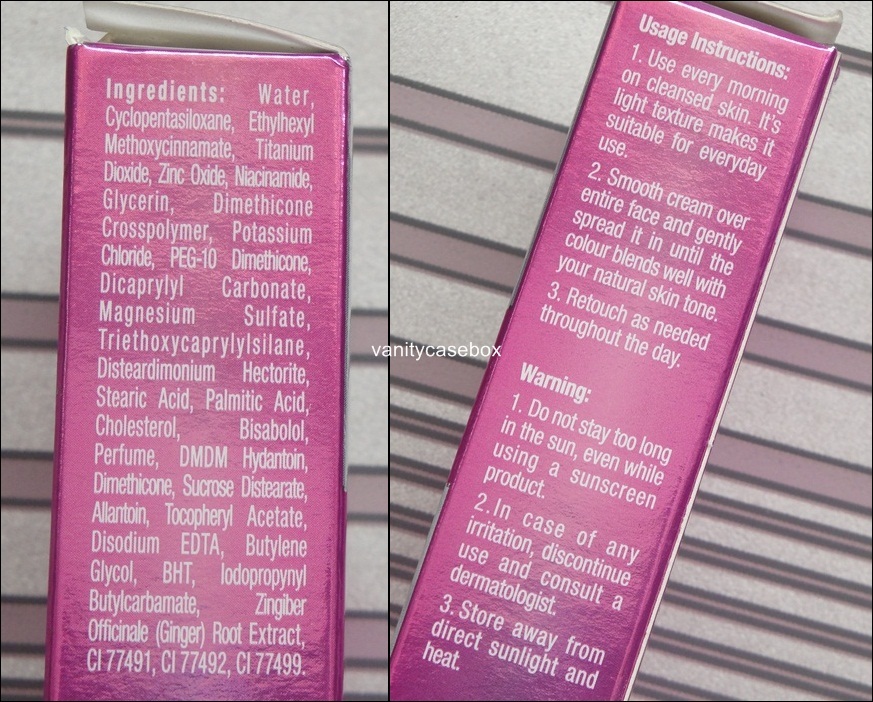 Ingredients: Water,
Cyclopentasiloxane, Ethylhexyl
Methoxycinnamate, Titanium
Dioxide, Zinc Oxide, Niacinamide,
Glycerin, Dimethicone
Crosspolymer, Potassium
Chloride, PEG-10 Dimethicone,
Dicaprylyl Carbonate,
Magnesium Sulfate,
Triethoxycaprylylsilane,
Disteardimonium Hectorite,
Stearic Acid, Palmitic Acid,
Cholesterol, Bisabolol,
Perfume, DMDM Hydantoin,
Dimethicone, Sucrose Distearate,
Allantoin, Tocopheryl Acetate,
Disodium EDTA, Butylene
Glycol, BHT, Iodopropynyl
Butylcarbamate, Zingiber
Officinale (Ginger) Root Extract,
CI 77491, CI 77492, CI 77499.
Usage Instructions:
1. Use every morning
on cleansed skin. It's
light texture makes it
suitable for everyday
use.
2. Smooth cream over
entire face and gently
spread it in until the
colour blends well with
your natural skin tone.
3. Retouch as needed
throughout the day.
Warning:
1. Do not stay too long
in the sun, even while
using a sunscreen
product.
2. In case of any
irritation, discontinue
use and consult a
dermatologist.
3. Store away from
direct sunlight and
heat.
vanitycasebox